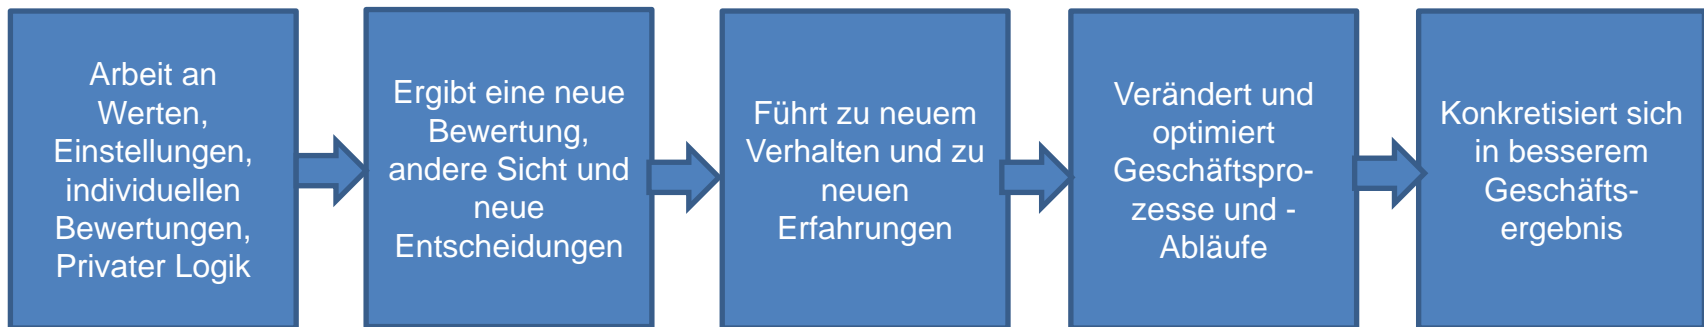 Arbeit an
Werten,
Einstellungen,
individuellen
Bewertungen,
Privater Logik
Ergibt eine neue
Bewertung,
andere Sicht und
neue
Entscheidungen
Führt zu neuem
Verhalten und zu
neuen
Erfahrungen
Verändert und
optimiert
Geschäftspro-
zesse und -
Abläufe
Konkretisiert sich
in besserem
Geschäfts-
ergebnis